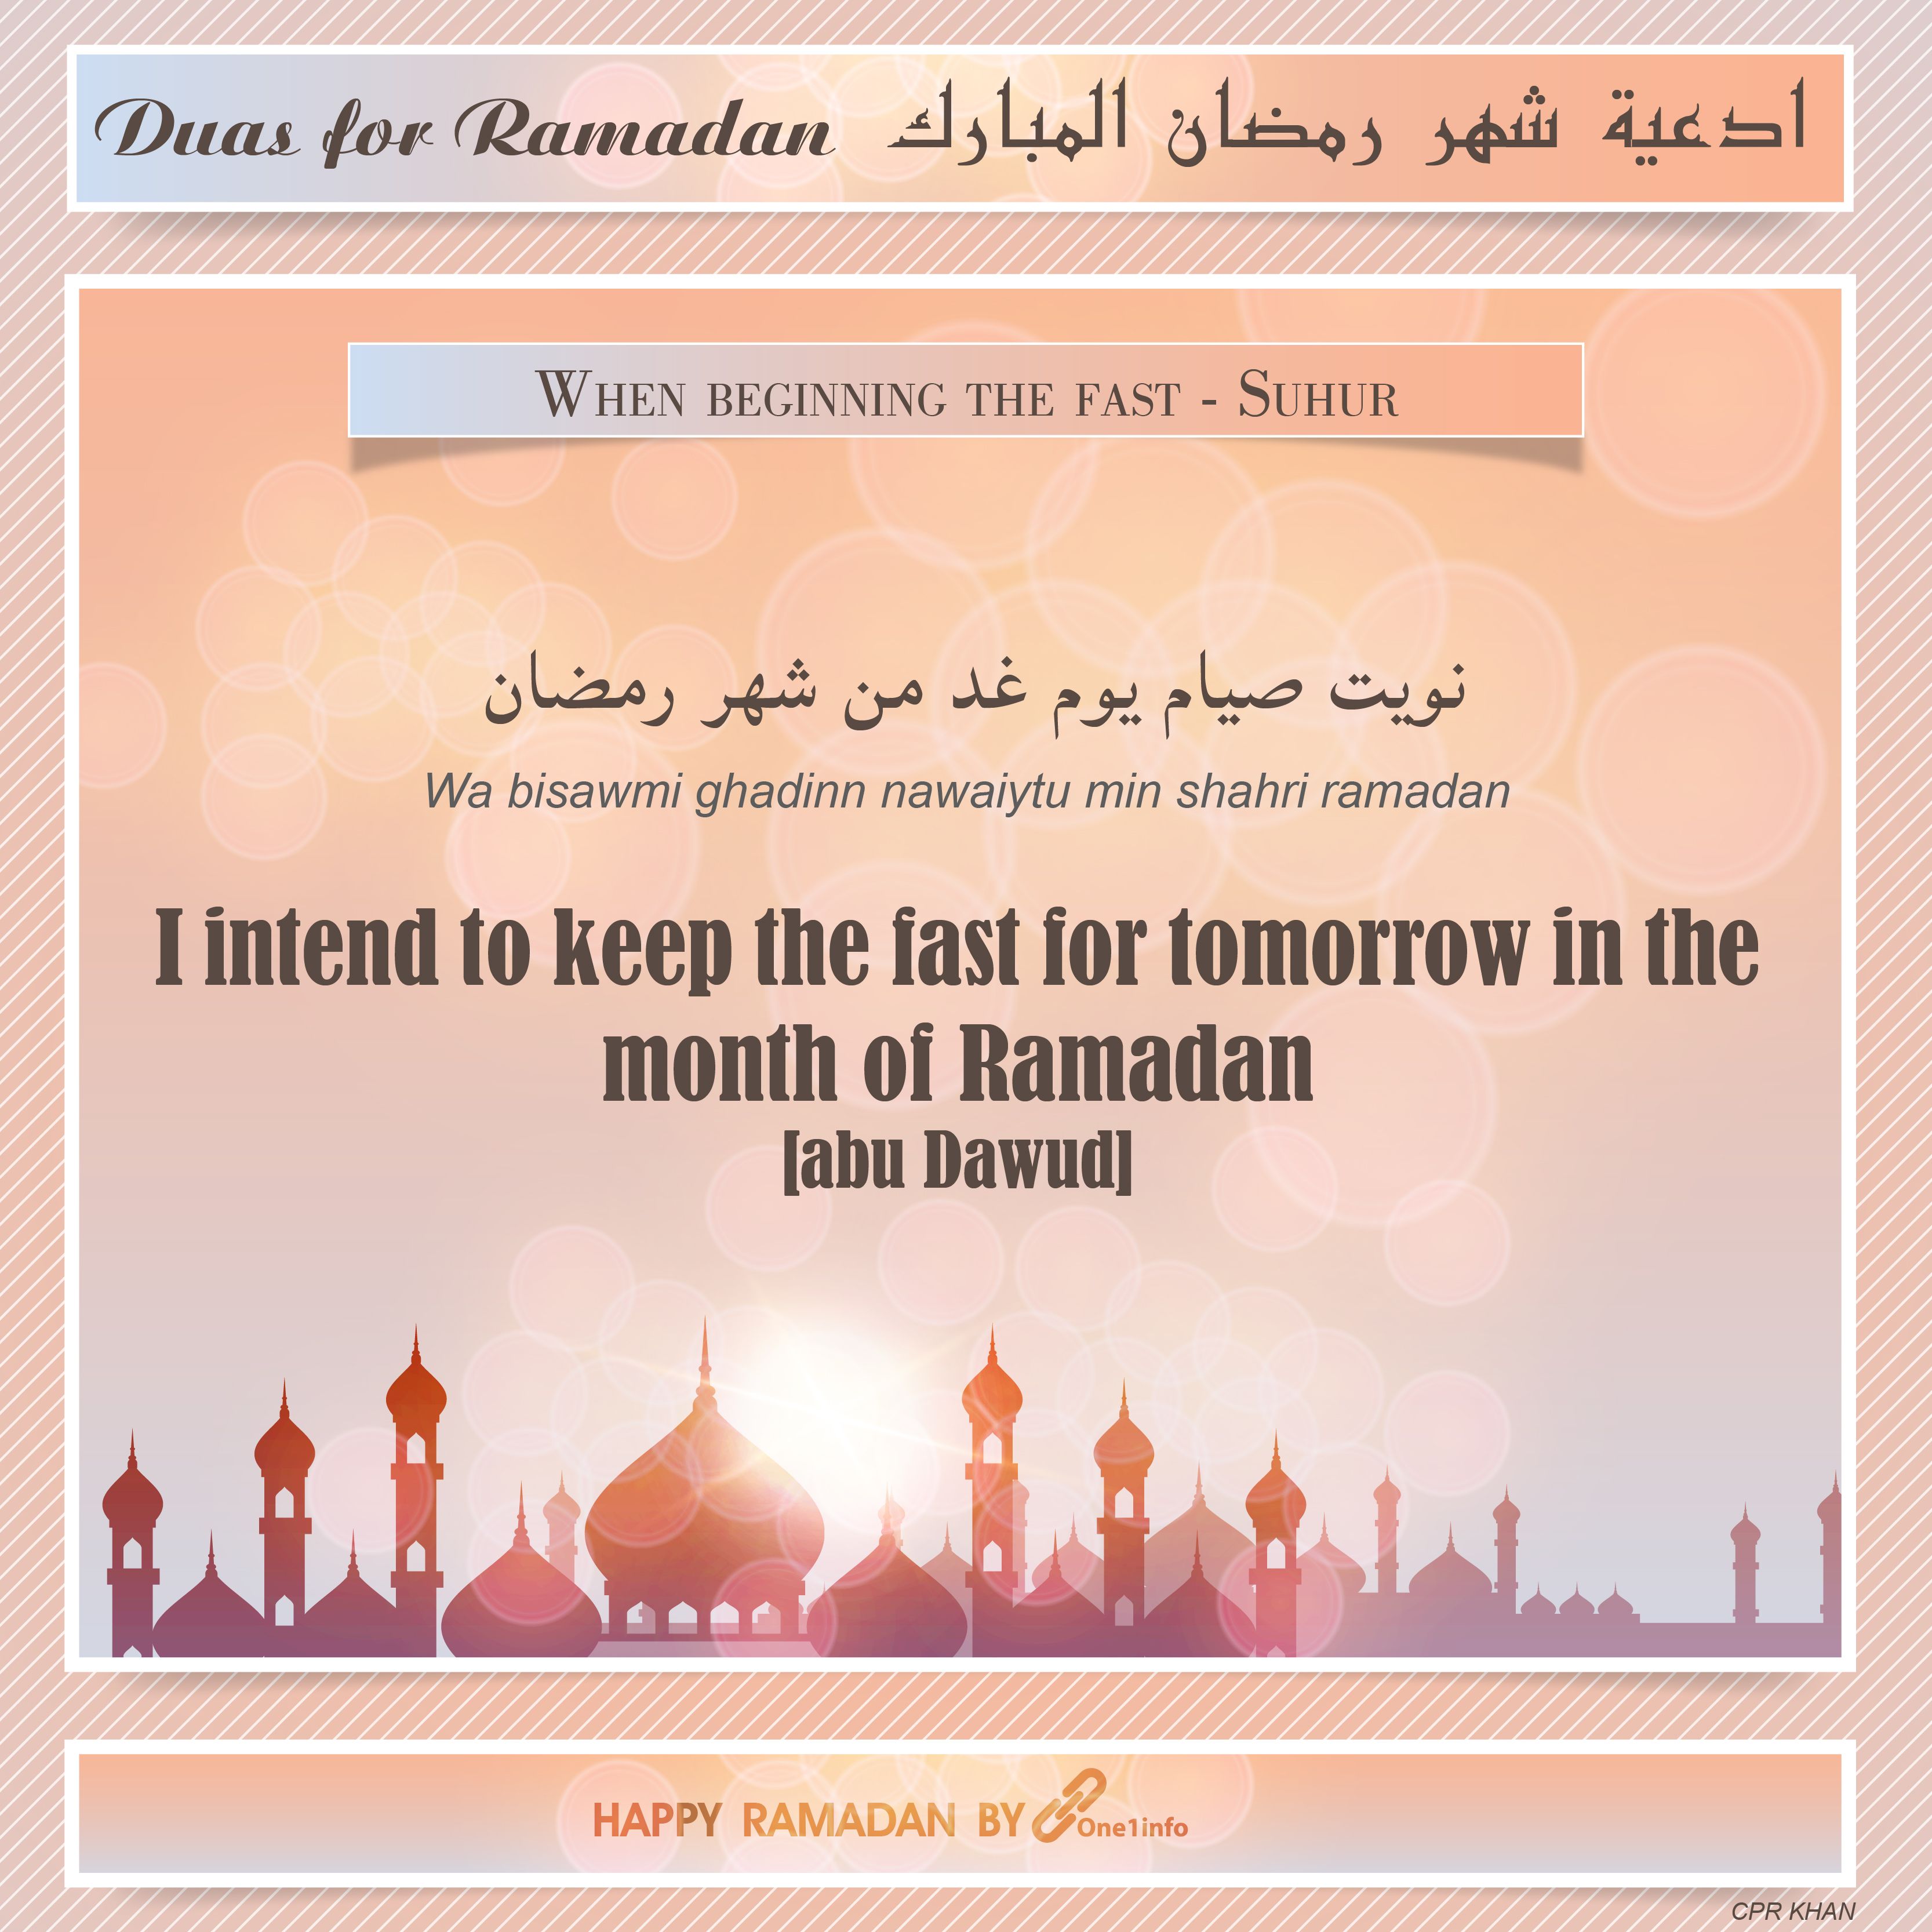 Duas for Ramadan ادعية شهر رمضان المبارك
When beginning the fast - Suhur
نويت صيام يوم غد من شهر رمضان
Wa bisawmi ghadinn nawaiytu min shahri ramadan
I intend to keep the fast for tomorrow in the
month of Ramadan
[abu Dawud]
HAPPY RAMADAN BY One1info
CPR KHAN